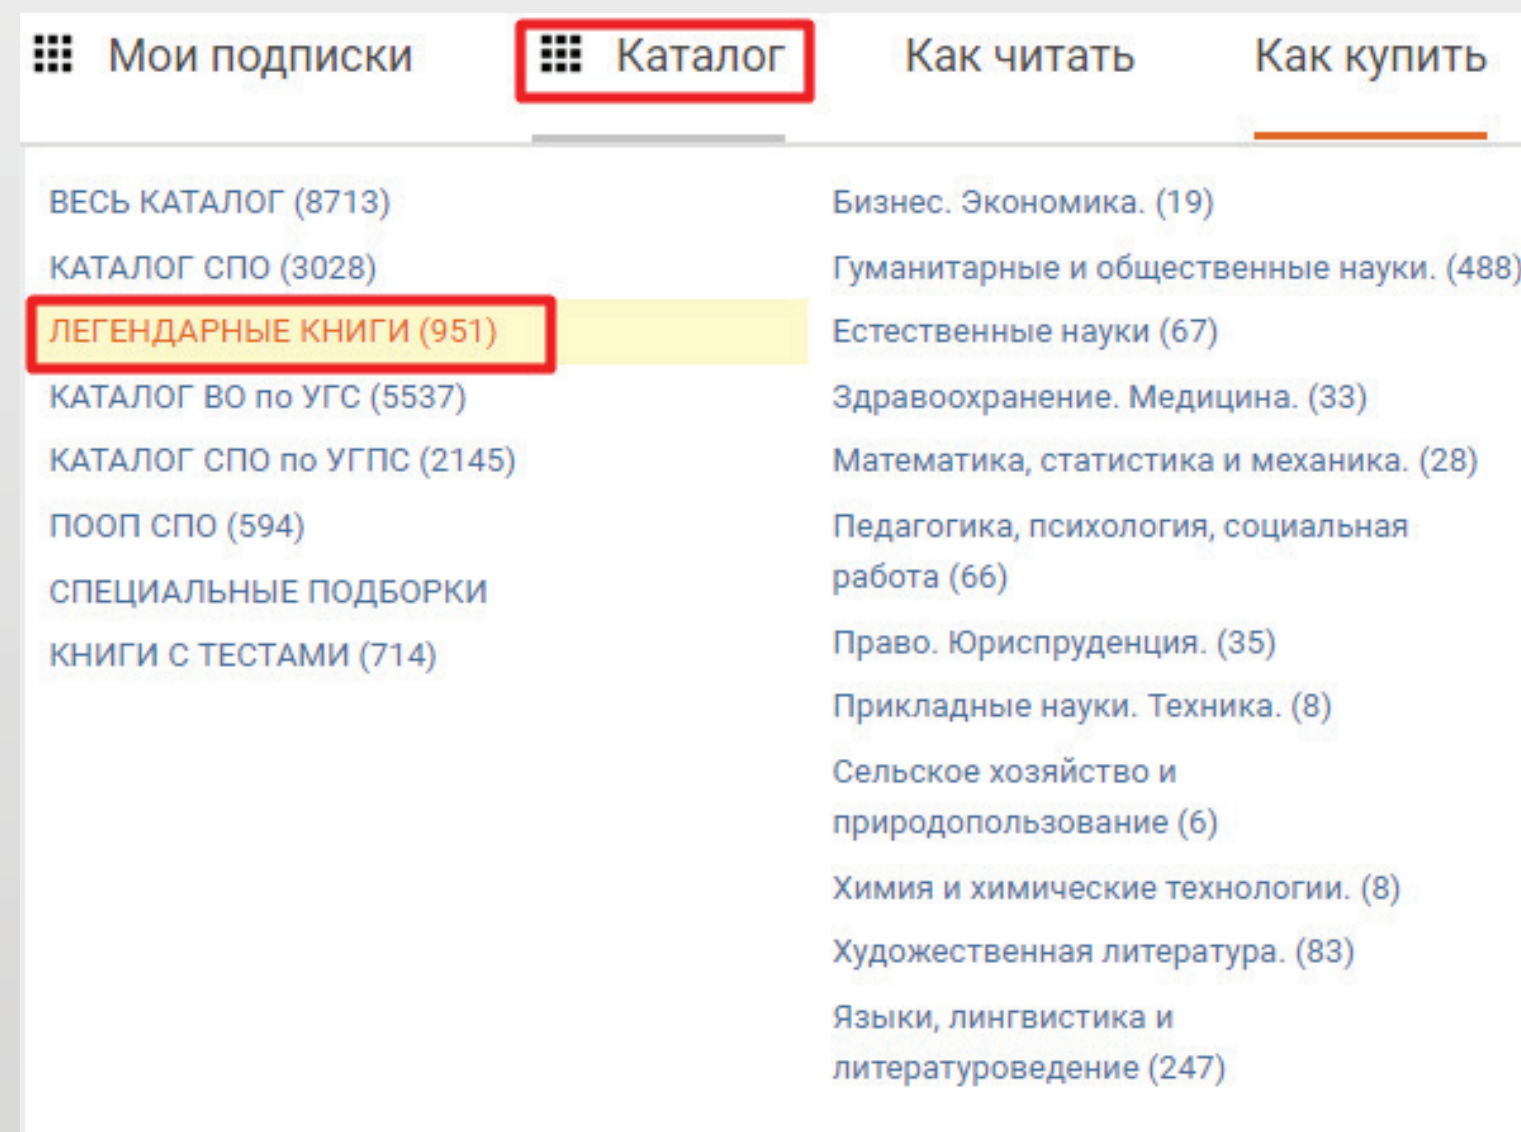 Мои подписки
Каталог
Как читать
Как купить
ВЕСЬ КАТАЛОГ (8713)
КАТАЛОГ СПО (3028)
ЛЕГЕНДАРНЫЕ КНИГИ (951)
КАТАЛОГ ВО по УГС (5537)
КАТАЛОГ СПО по УГПС (2145)
ПООП СПО (594)
СПЕЦИАЛЬНЫЕ ПОДБОРКИ
КНИГИ С ТЕСТАМИ (714)
Бизнес. Экономика. (19)
Гуманитарные и общественные науки. (488)
Естественные науки (67)
Здравоохранение. Медицина. (33)
Математика, статистика и механика. (28)
Педагогика, психология, социальная
работа (66)
Право. Юриспруденция. (35)
Прикладные науки. Техника. (8)
Сельское хозяйство и
природопользование (6)
Химия и химические технологии. (8)
Художественная литература. (83)
Языки, лингвистика и
литературоведение (247)